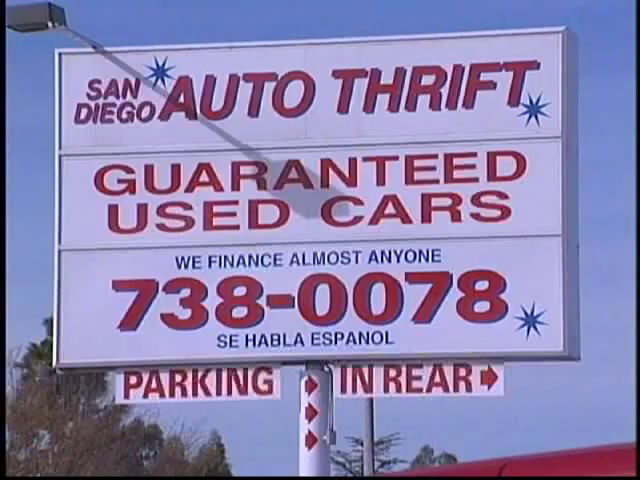 SAN DIEGO AUTO THRIFT
GUARANTEED
USED CARS
WE FINANCE ALMOST ANYONE
738-0078
SE HABLA ESPANOL
PARKING IN REAR